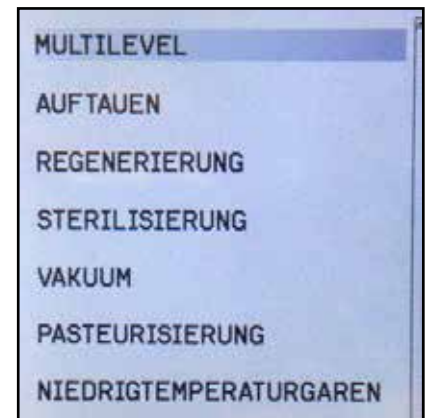 MULTILEVEL
AUFTAUEN
REGENERIERUNG
STERILISIERUNG
VAKUUM
PASTEURISIERUNG
NIEDRIGTEMPERATURGAREN